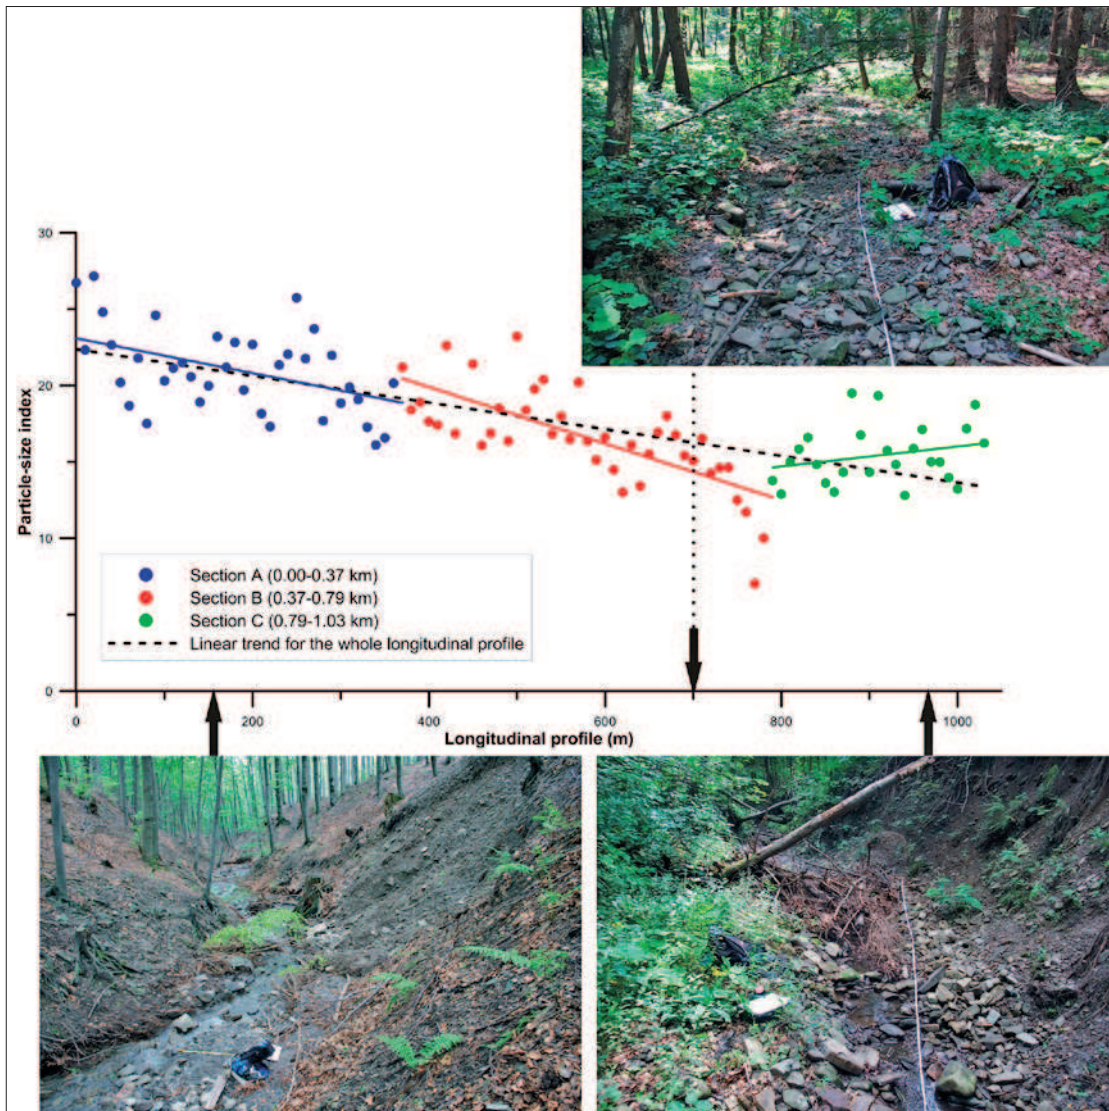 30
20
10
0
Particle-size index
Section A (0.00-0.37 km)
Section B (0.37-0.79 km)
Section C (0.79-1.03 km)
Linear trend for the whole longitudinal profile
0 200 400 600 800 1000
Longitudinal profile (m)